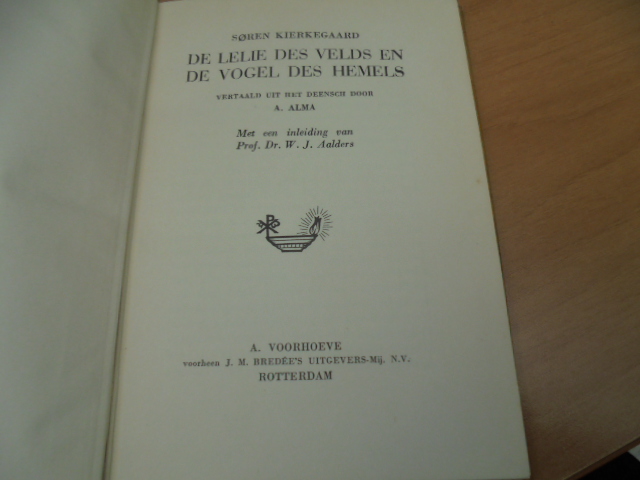 SØREN KIERKEGAARD
DE LELIE DES VELDS EN
DE VOGEL DES HEMELS
VERTAALD UIT HET DEENSCH DOOR
A. ALMA
Met een inleiding van
Prof. Dr. W. J. Aalders
A. VOORHOEVE
voorheen J. M. BREDÉE'S UITGEVERS-Mij. N.V.
ROTTERDAM